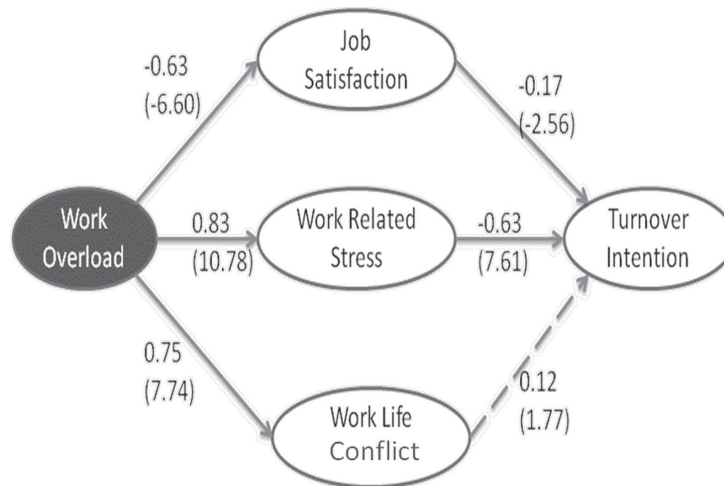 Job
Satisfaction
-0.63
(-6.60)
-0.17
(-2.56)
Work
Overload
0.83
(10.78)
Work Related
Stress
-0.63
(7.61)
Turnover
Intention
0.75
(7.74)
0.12
(1.77)
Work Life
Conflict